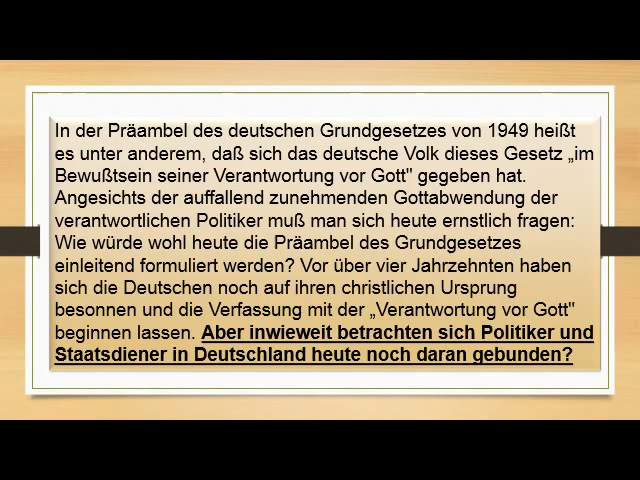 In der Präambel des deutschen Grundgesetzes von 1949 heißt
es unter anderem, daß sich das deutsche Volk dieses Gesetz „im
Bewußtsein seiner Verantwortung vor Gott" gegeben hat.
Angesichts der auffallend zunehmenden Gottabwendung der
verantwortlichen Politiker muß man sich heute ernstlich fragen:
Wie würde wohl heute die Präambel des Grundgesetzes
einleitend formuliert werden? Vor über vier Jahrzehnten haben
sich die Deutschen noch auf ihren christlichen Ursprung
besonnen und die Verfassung mit der „Verantwortung vor Gott"
beginnen lassen. Aber inwieweit betrachten sich Politiker und
Staatsdiener in Deutschland heute noch daran gebunden?